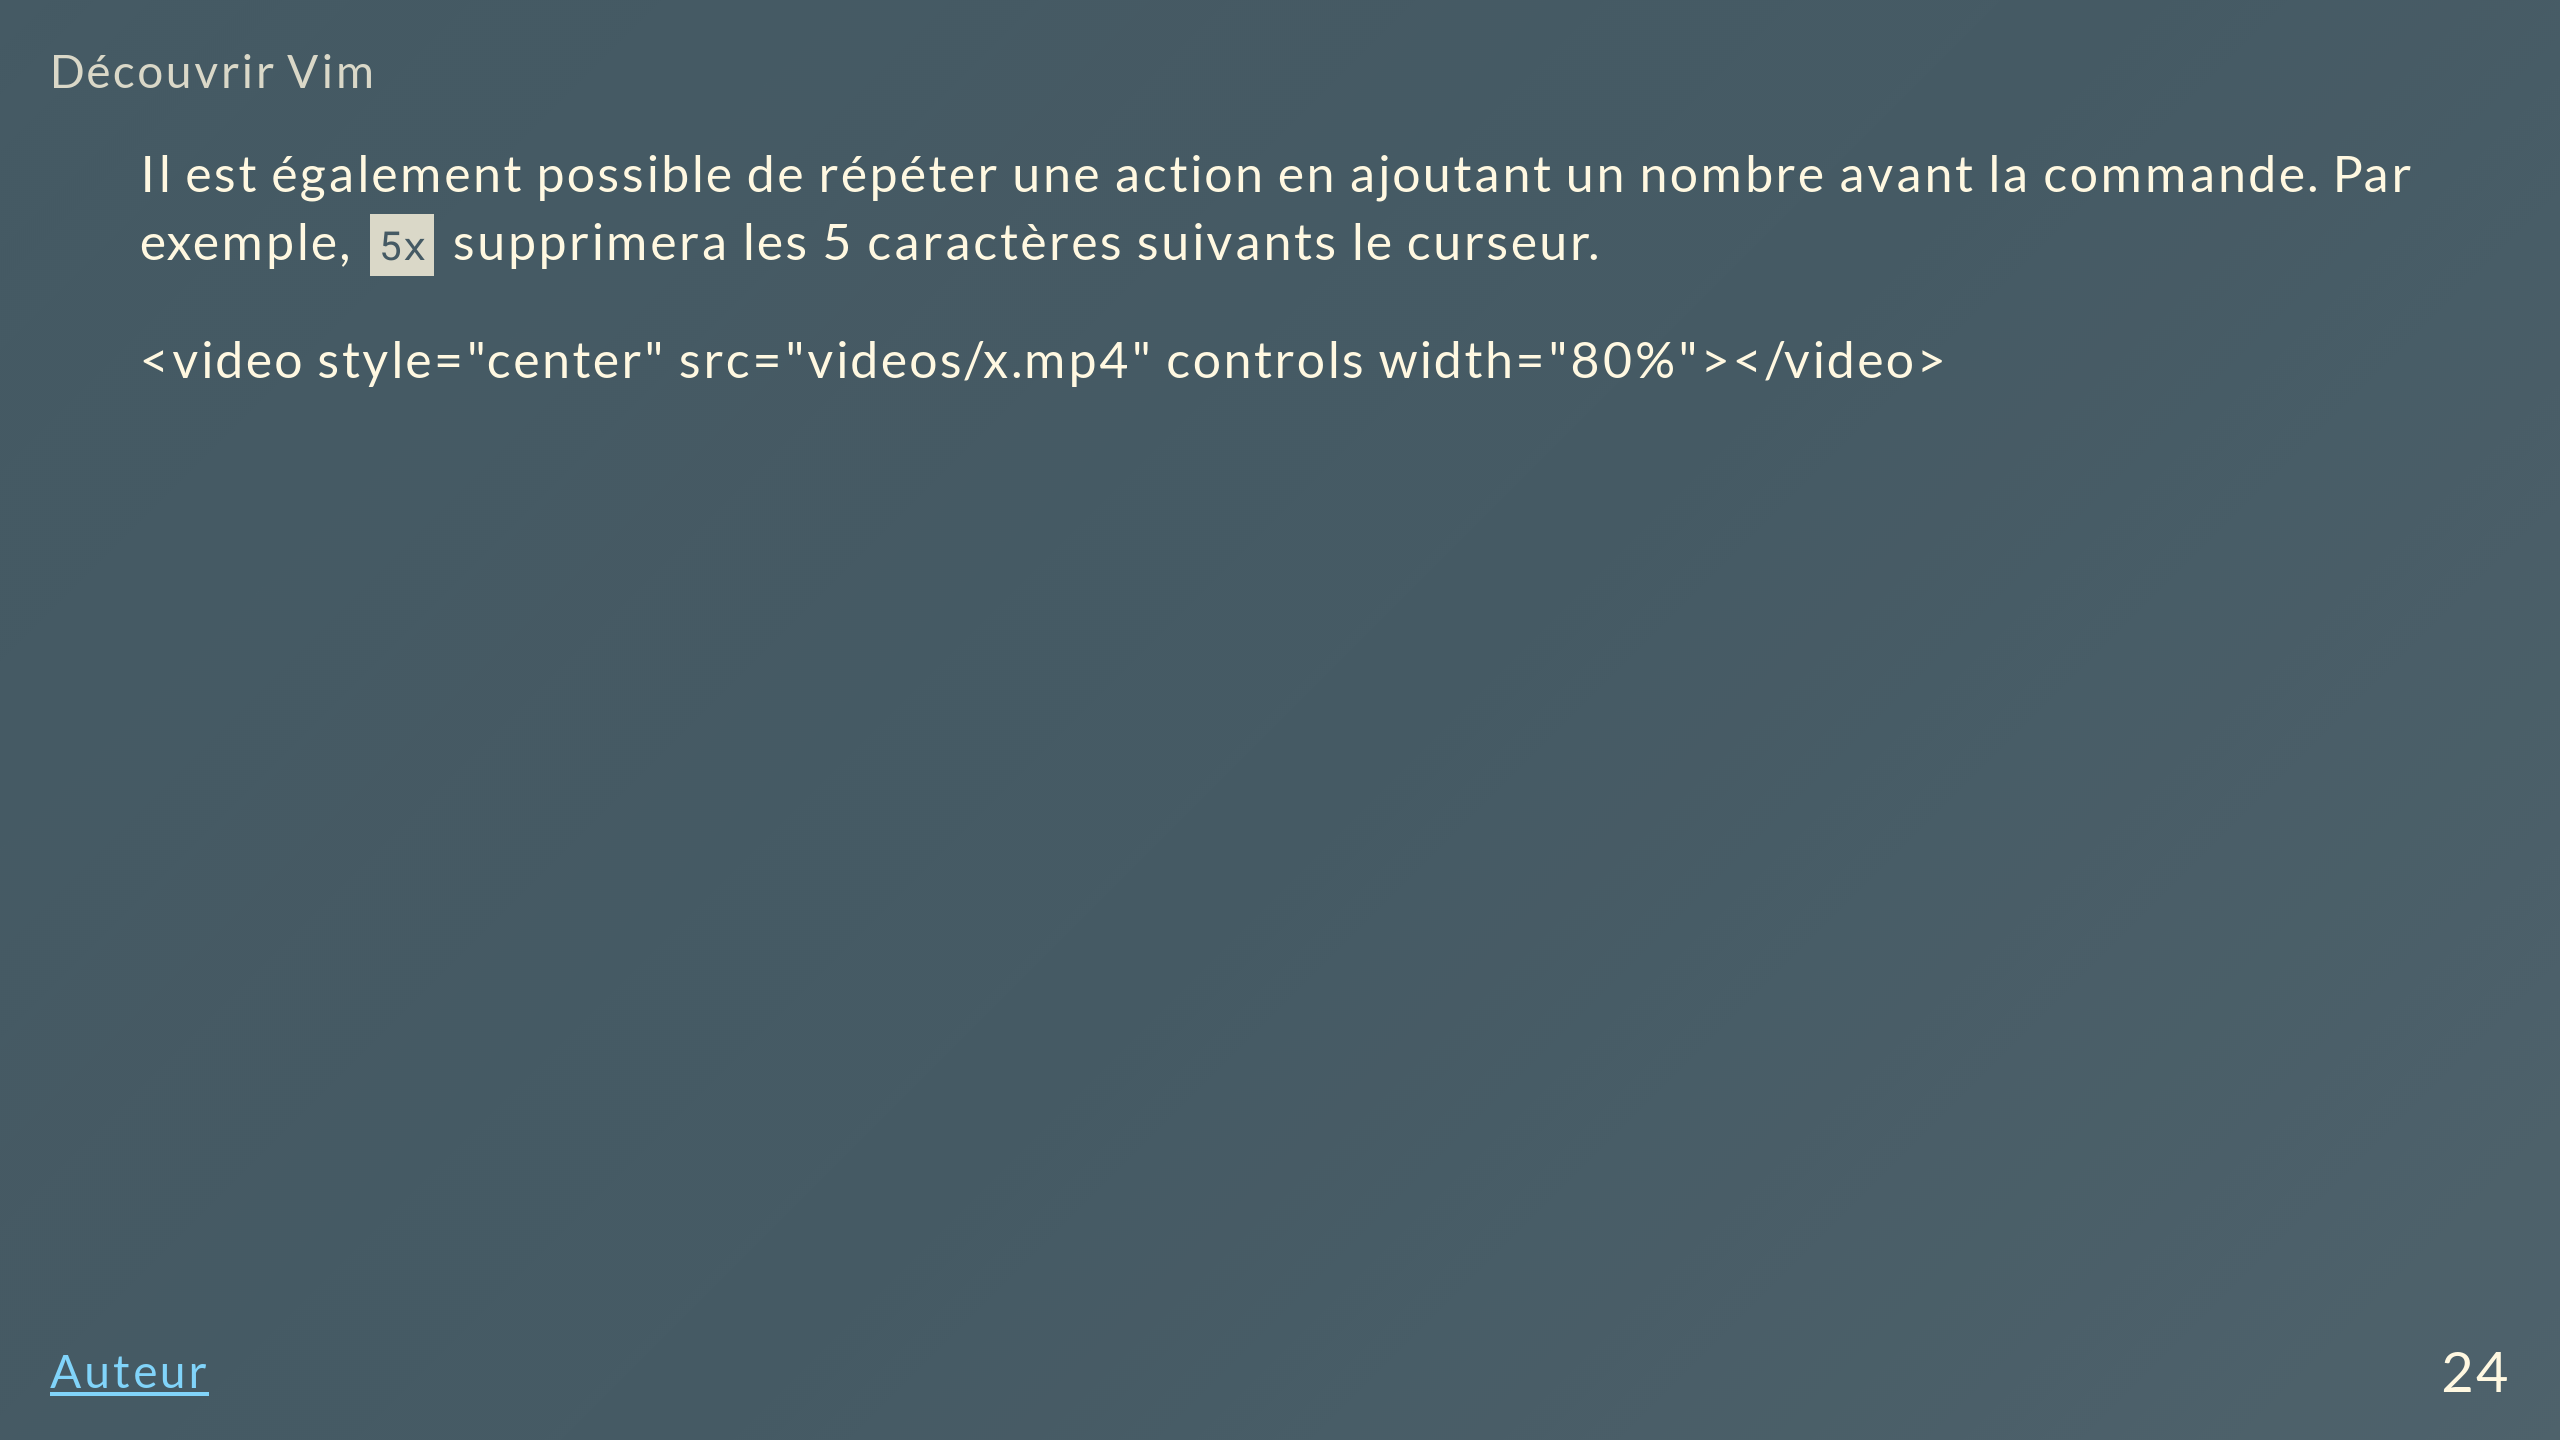 Découvrir Vim
Il est également possible de répéter une action en ajoutant un nombre avant la commande. Par
exemple, 5x supprimera les 5 caractères suivants le curseur.
<video style="center" src="videos/x.mp4" controls width="80%"></video>
Auteur
24